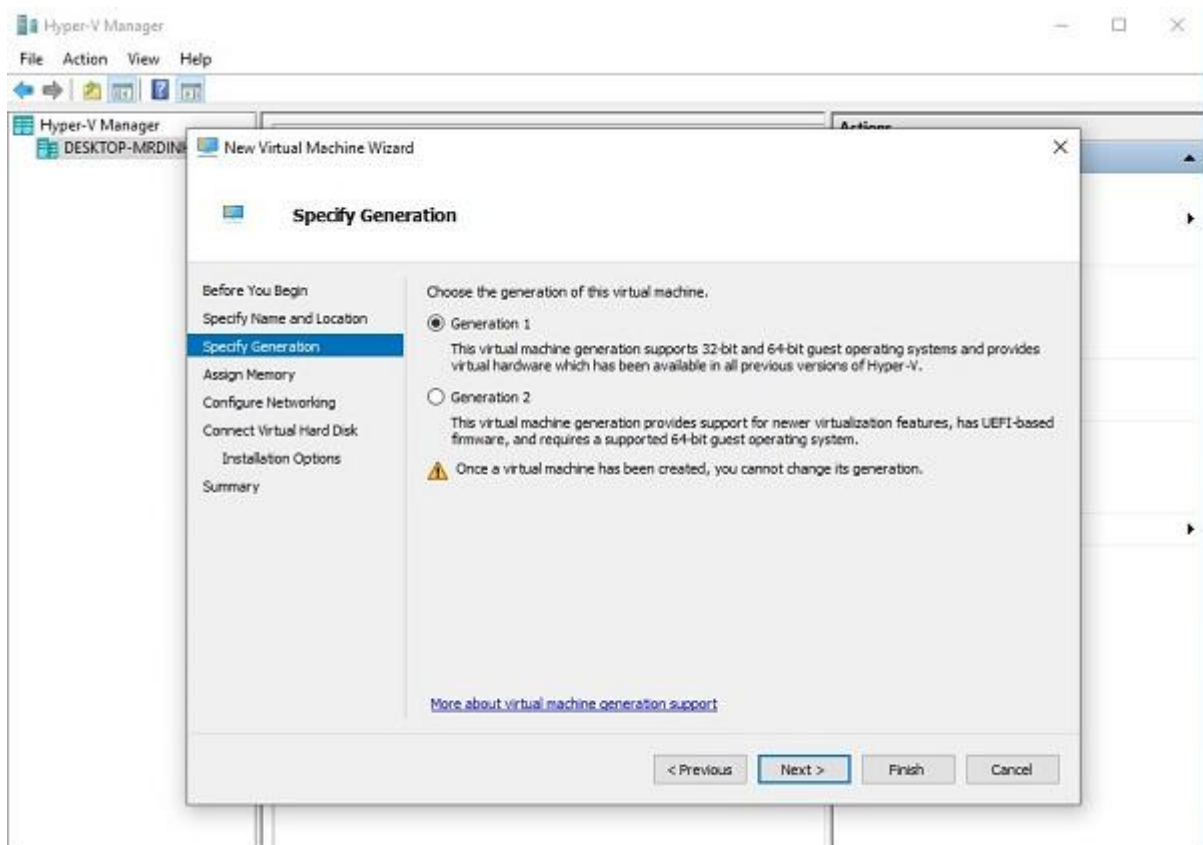 Hyper-V Manager
File Action View Help
Hyper-V Manager
DESKTOP-MRDIN
New Virtual Machine Wizard
Specify Generation
Before You Begin
Specify Name and Location
Specify Generation
Assign Memory
Configure Networking
Connect Virtual Hard Disk
Installation Options
Summary
Choose the generation of this virtual machine.
Generation 1
This virtual machine generation supports 32-bit and 64-bit guest operating systems and provides
virtual hardware which has been available in all previous versions of Hyper-V.
Generation 2
This virtual machine generation provides support for newer virtualization features, has UEFI-based
firmware, and requires a supported 64-bit guest operating system.
Once a virtual machine has been created, you cannot change its generation.
More about virtual machine generation support
< Previous
Next >
Finish
Cancel
Actions